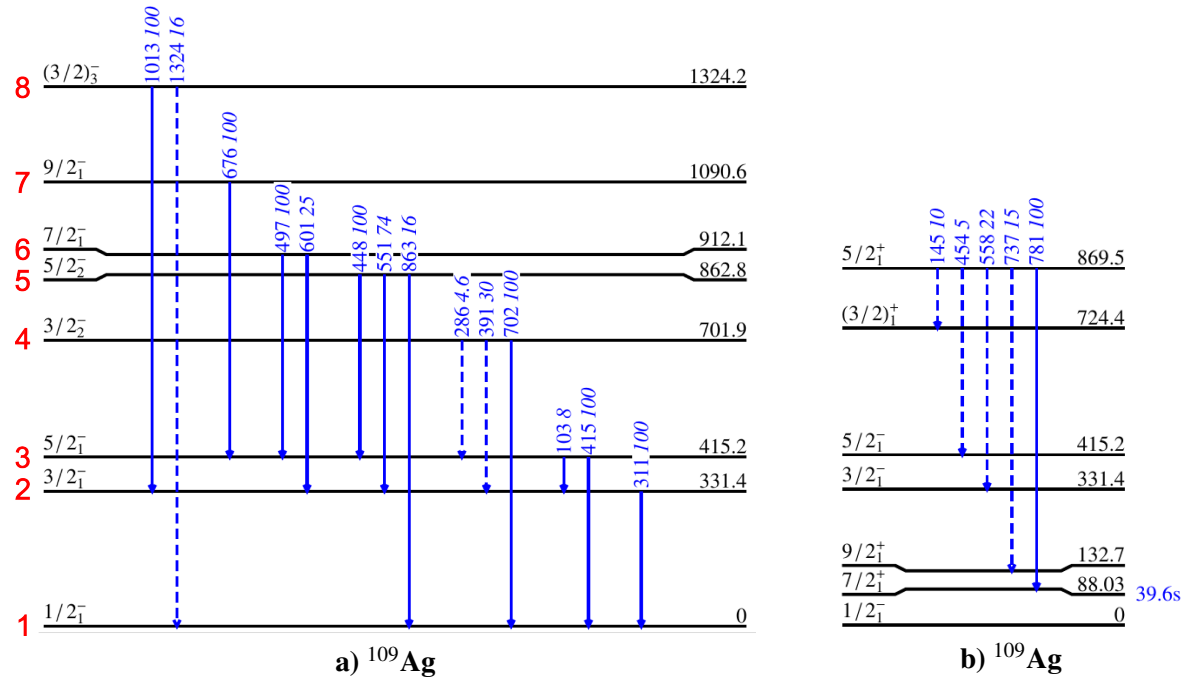 1013 100
1324 16
8 (3/2)₃⁻ 1324.2
676 100
7 9/2₁⁻ 1090.6
497 100
601 25
6 7/2₁⁻ 912.1
448 100
551 74
863 16
5 5/2₂⁻ 862.8
286 4.6
391 30
702 100
4 3/2₂⁻ 701.9
103 8
415 100
3 5/2₁⁻ 415.2
311 100
2 3/2₁⁻ 331.4
1 1/2₁⁻ 0
a) ¹⁰⁹Ag
145 10
454 5
558 22
737 15
781 100
5/2₁⁺ 869.5
(3/2)₁⁺ 724.4
5/2₁⁻ 415.2
3/2₁⁻ 331.4
9/2₁⁺ 132.7
7/2₁⁺ 88.03 39.6s
1/2₁⁻ 0
b) ¹⁰⁹Ag